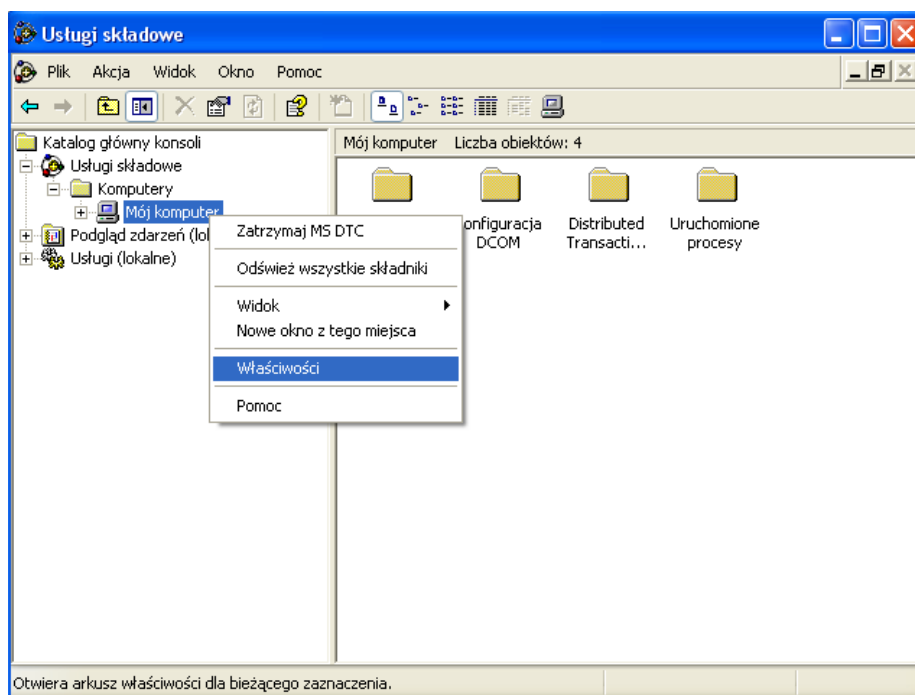 Usługi składowe
Plik Akcja Widok Okno Pomoc
Katalog główny konsoli
Usługi składowe
Komputery
Mój komputer
Podgląd zdarzeń (lol
Usługi (lokalne)
Mój komputer Liczba obiektów: 4
onfiguracja
DCOM
Distributed
Transacti...
Uruchomione
procesy
Zatrzymaj MS DTC
Odśwież wszystkie składniki
Widok
Nowe okno z tego miejsca
Właściwości
Pomoc
Otwiera arkusz właściwości dla bieżącego zaznaczenia.